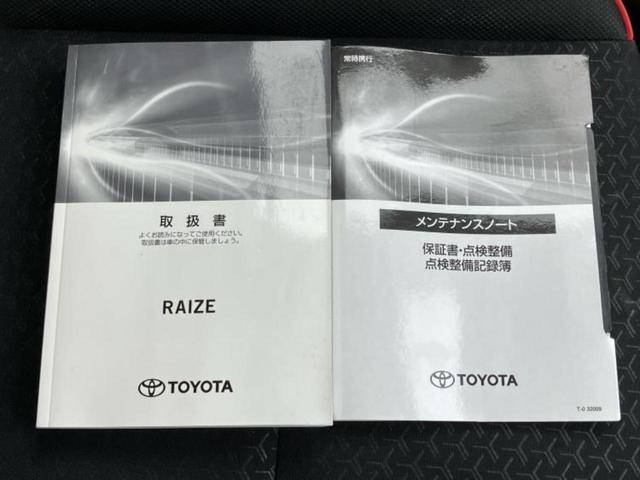 取扱書
よくお読みになってご使用ください。
取扱書は車の中に保管しましょう。
RAIZE
TOYOTA
常時携行
メンテナンスノート
保証書・点検整備
点検整備記録簿
TOYOTA
T-0 32009